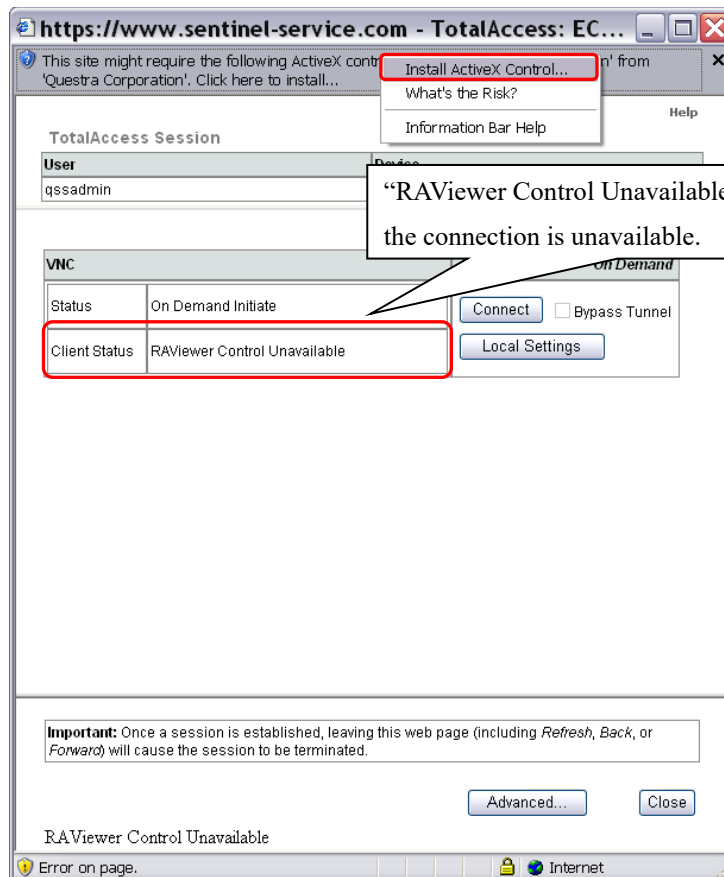 https://www.sentinel-service.com - TotalAccess: EC...
This site might require the following ActiveX cont n' from
'Questra Corporation'. Click here to install...
Install ActiveX Control...
What's the Risk?
Information Bar Help
Help
TotalAccess Session
User
qssadmin
“RAViewer Control Unavailable
the connection is unavailable.
VNC On Demand
Status On Demand Initiate Connect Bypass Tunnel
Client Status RAViewer Control Unavailable Local Settings
Important: Once a session is established, leaving this web page (including Refresh, Back, or
Forward) will cause the session to be terminated.
Advanced... Close
RAViewer Control Unavailable
Error on page. Internet